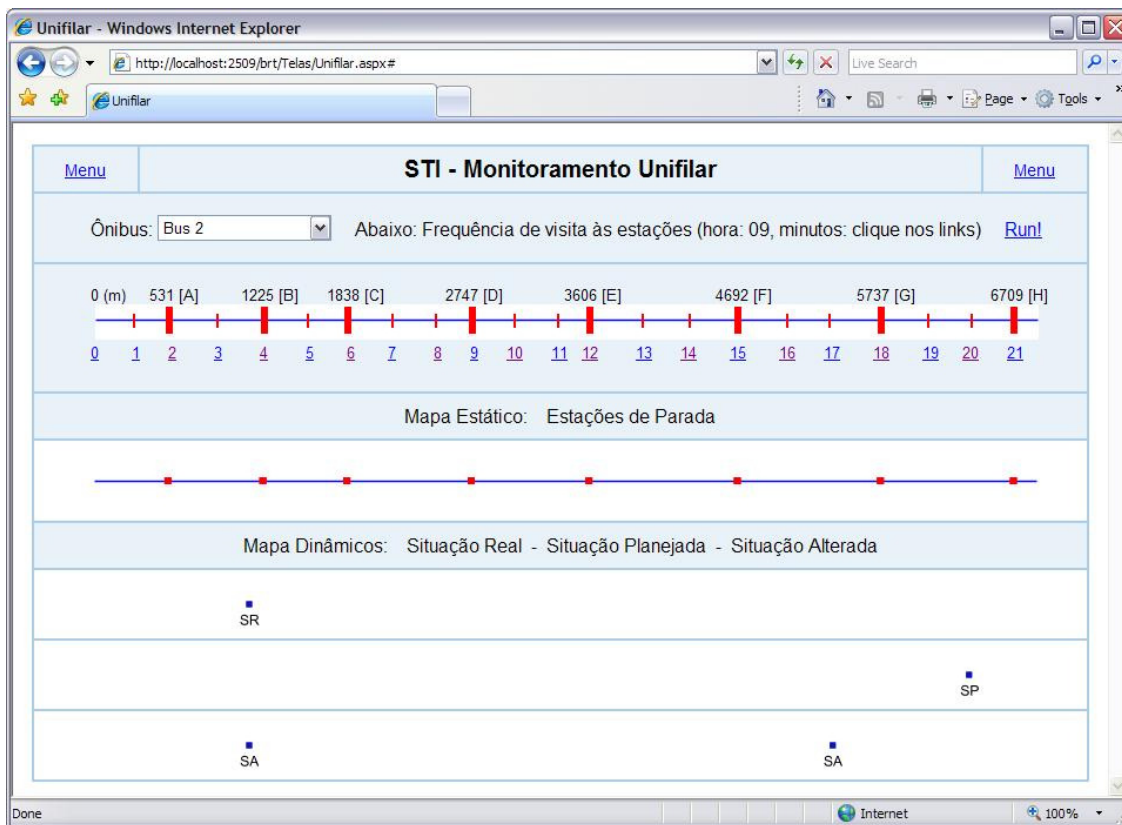 Unifilar - Windows Internet Explorer
http://localhost:2509/brt/Telas/Unifilar.aspx#
Live Search
Unifilar
Page
Tools
Menu
STI - Monitoramento Unifilar
Menu
Ônibus: Bus 2
Abaixo: Frequência de visita às estações (hora: 09, minutos: clique nos links)
Run!
0 (m) 531 [A] 1225 [B] 1838 [C] 2747 [D] 3606 [E] 4692 [F] 5737 [G] 6709 [H]
0 1 2 3 4 5 6 7 8 9 10 11 12 13 14 15 16 17 18 19 20 21
Mapa Estático: Estações de Parada
Mapa Dinâmicos: Situação Real - Situação Planejada - Situação Alterada
SR
SP
SA SA
Done
Internet
100%